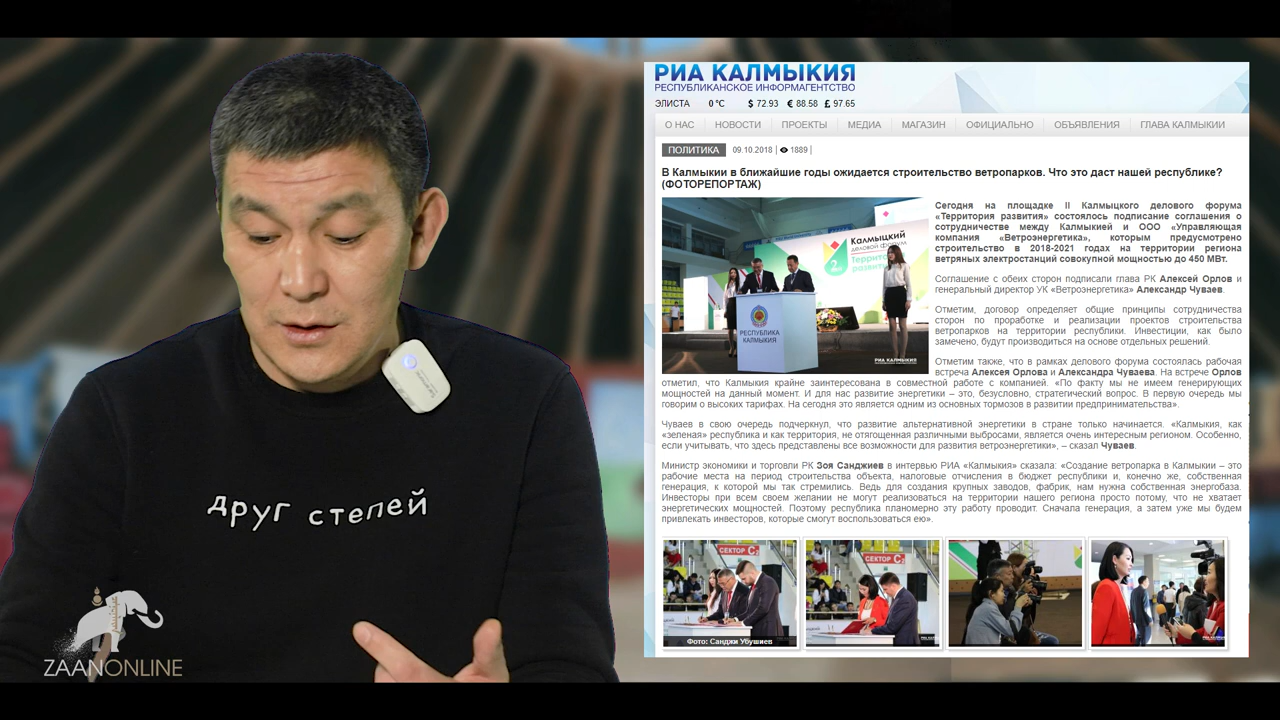 друг степей
ZAANONLINE
РИА КАЛМЫКИЯ
РЕСПУБЛИКАНСКОЕ ИНФОРМАГЕНТСТВО
ЭЛИСТА 0 °C $ 72.93 € 88.58 £ 97.65
О НАС НОВОСТИ ПРОЕКТЫ МЕДИА МАГАЗИН ОФИЦИАЛЬНО ОБЪЯВЛЕНИЯ ГЛАВА КАЛМЫКИИ
ПОЛИТИКА 09.10.2018 | 1889 |
В Калмыкии в ближайшие годы ожидается строительство ветропарков. Что это даст нашей республике?
(ФОТОРЕПОРТАЖ)
Калмыцкий
деловой форум
Территория
развития
РЕСПУБЛИКА
КАЛМЫКИЯ
РИА КАЛМЫКИЯ
Сегодня на площадке II Калмыцкого делового форума
«Территория развития» состоялось подписание соглашения о
сотрудничестве между Калмыкией и ООО «Управляющая
компания «Ветроэнергетика», которым предусмотрено
строительство в 2018-2021 годах на территории региона
ветряных электростанций совокупной мощностью до 450 МВт.
Соглашение с обеих сторон подписали глава РК Алексей Орлов и
генеральный директор УК «Ветроэнергетика» Александр Чуваев.
Отметим, договор определяет общие принципы сотрудничества
сторон по проработке и реализации проектов строительства
ветропарков на территории республики. Инвестиции, как было
замечено, будут производиться на основе отдельных решений.
Отметим также, что в рамках делового форума состоялась рабочая
встреча Алексея Орлова и Александра Чуваева. На встрече Орлов
отметил, что Калмыкия крайне заинтересована в совместной работе с компанией. «По факту мы не имеем генерирующих
мощностей на данный момент. И для нас развитие энергетики – это, безусловно, стратегический вопрос. В первую очередь мы
говорим о высоких тарифах. На сегодня это является одним из основных тормозов в развитии предпринимательства».
Чуваев в свою очередь подчеркнул, что развитие альтернативной энергетики в стране только начинается. «Калмыкия, как
«зеленая» республика и как территория, не отягощенная различными выбросами, является очень интересным регионом. Особенно,
если учитывать, что здесь представлены все возможности для развития ветроэнергетики», – сказал Чуваев.
Министр экономики и торговли РК Зоя Санджиев в интервью РИА «Калмыкия» сказала: «Создание ветропарка в Калмыкии – это
рабочие места на период строительства объекта, налоговые отчисления в бюджет республики и, конечно же, собственная
генерация, к которой мы так стремились. Ведь для создания крупных заводов, фабрик, нам нужна собственная энергобаза.
Инвесторы при всем своем желании не могут реализоваться на территории нашего региона просто потому, что не хватает
энергетических мощностей. Поэтому республика планомерно эту работу проводит. Сначала генерация, а затем уже мы будем
привлекать инвесторов, которые смогут воспользоваться ею».
СЕКТОР С2
СЕКТОР С2
Фото: Санджи Убушиев